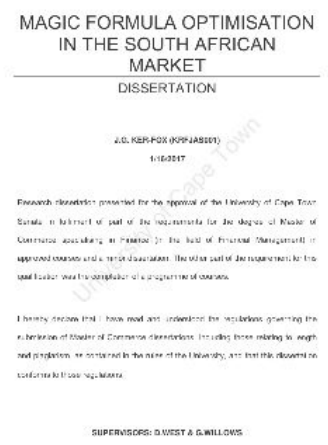 MAGIC FORMULA OPTIMISATION
IN THE SOUTH AFRICAN
MARKET
DISSERTATION
J.G. KER-FOX (KRFJAS001)
1/16/2017
Research dissertation presented for the approval of the University of Cape Town
Senate in fulfilment of part of the requirements for the degree of Master of
Commerce specialising in Finance (in the field of Financial Management) in
approved courses and a minor dissertation. The other part of the requirement for this
qualification was the completion of a programme of courses.
I hereby declare that I have read and understood the regulations governing the
submission of Master of Commerce dissertations, including those relating to length
and plagiarism, as contained in the rules of the University, and that this dissertation
conforms to those regulations.
SUPERVISORS: D.WEST & G.WILLOWS
University of Cape Town